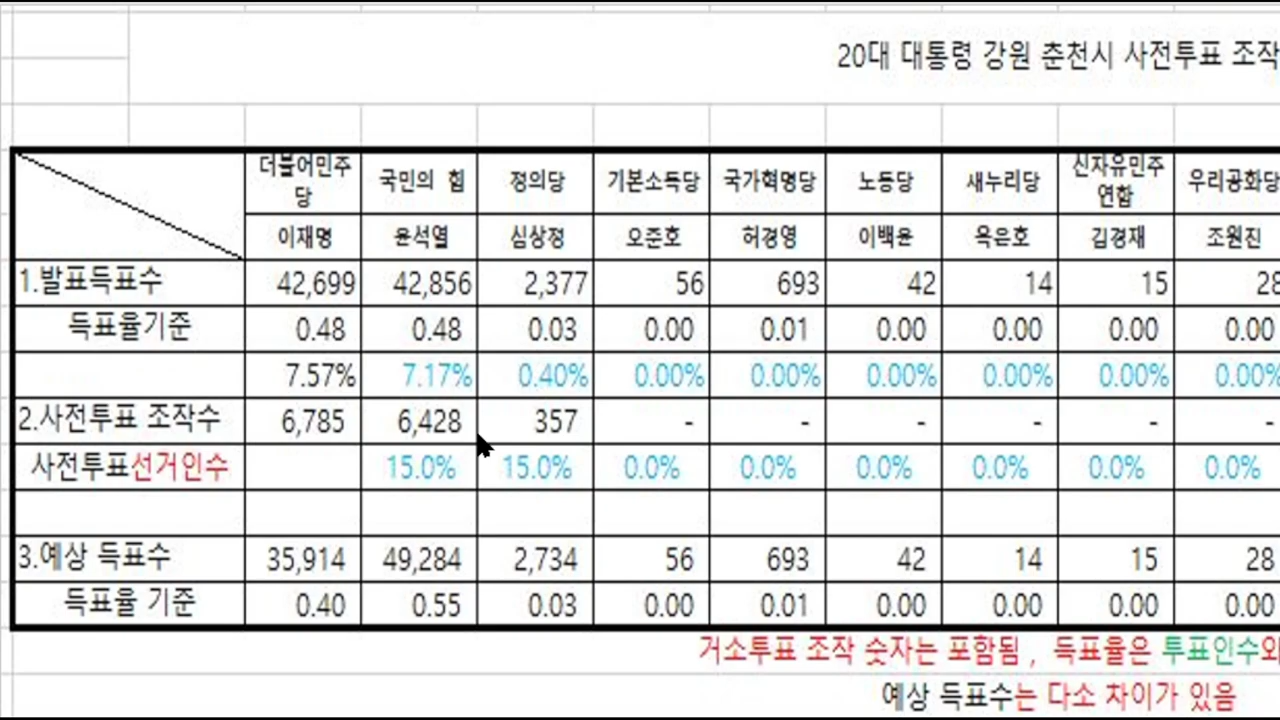 20대 대통령 강원 춘천시 사전투표 조작
더불어민주당 국민의 힘 정의당 기본소득당 국가혁명당 노동당 새누리당 신자유민주연합 우리공화당
이재명 윤석열 심상정 오준호 허경영 이백윤 옥은호 김경재 조원진
1.발표득표수 42,699 42,856 2,377 56 693 42 14 15 28
득표율기준 0.48 0.48 0.03 0.00 0.01 0.00 0.00 0.00 0.00
7.57% 7.17% 0.40% 0.00% 0.00% 0.00% 0.00% 0.00% 0.00%
2.사전투표 조작수 6,785 6,428 357 - - - - - -
사전투표선거인수 15.0% 15.0% 0.0% 0.0% 0.0% 0.0% 0.0% 0.0%
3.예상 득표수 35,914 49,284 2,734 56 693 42 14 15 28
득표율 기준 0.40 0.55 0.03 0.00 0.01 0.00 0.00 0.00 0.00
거소투표 조작 숫자는 포함됨 , 득표율은 투표인수와
예상 득표수는 다소 차이가 있음